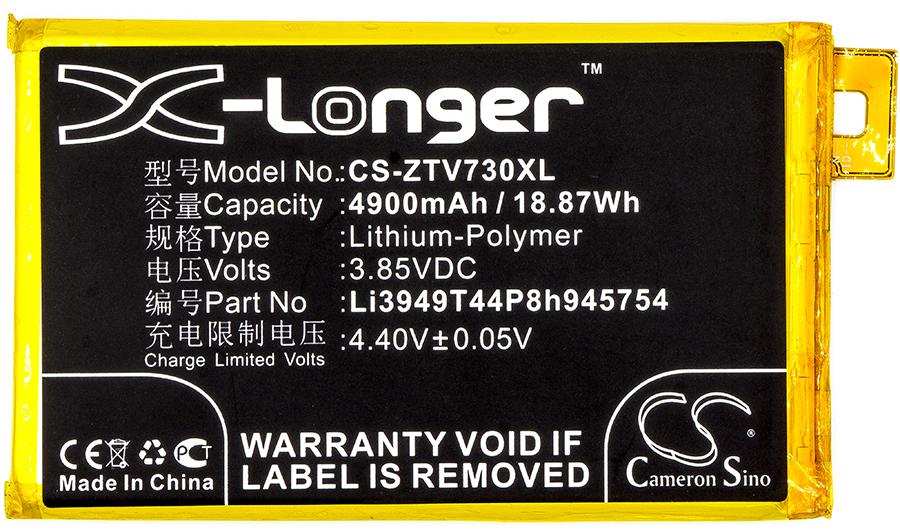 X-Longer™
型号Model No.:CS-ZTV730XL
容量Capacity :4900mAh / 18.87Wh
规格Type :Lithium-Polymer
电压Volts :3.85VDC
编号Part No :Li3949T44P8h945754
充电限制电压 :4.40V±0.05V
Charge Limited Volts
CE PCT
Made In China
WARRANTY VOID IF
LABEL IS REMOVED
CS®
Cameron Sino